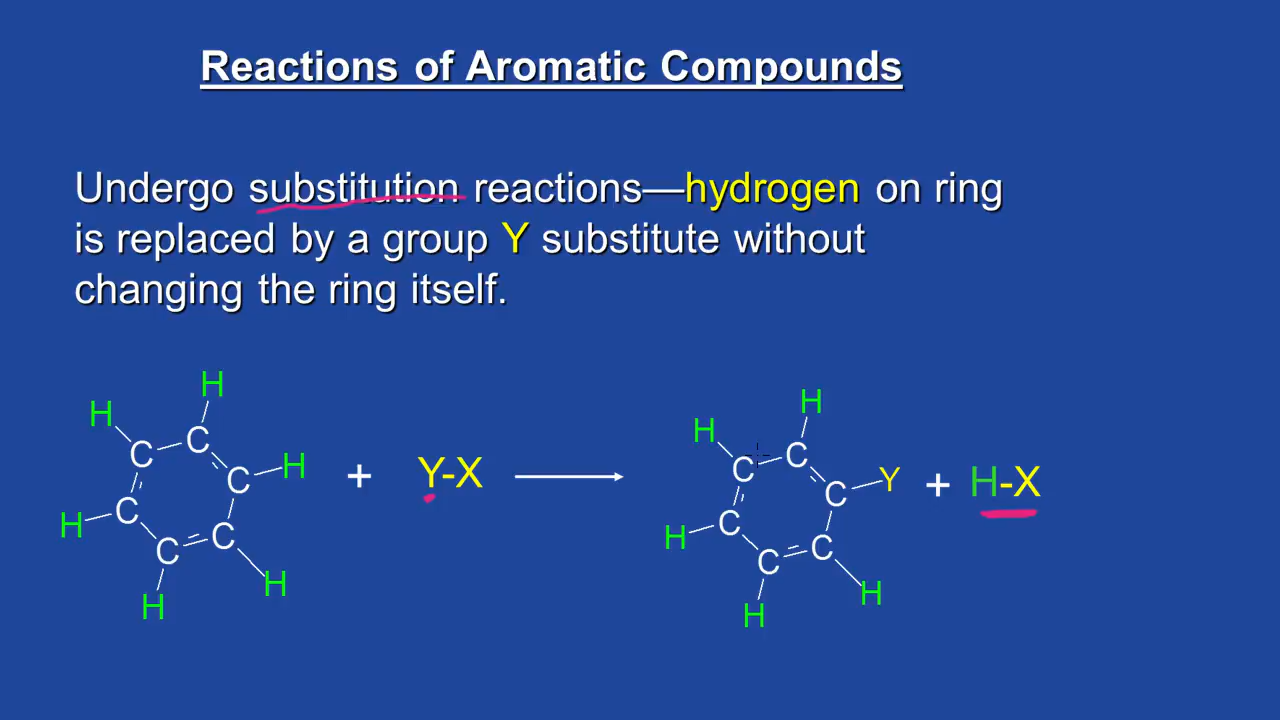 Reactions of Aromatic Compounds
Undergo substitution reactions—hydrogen on ring
is replaced by a group Y substitute without
changing the ring itself.
H
H
C
C
H
C
C
H
C
C
H
H
+
Y-X
H
H
C
C
C
Y
C
H
C
C
H
H
+
H-X